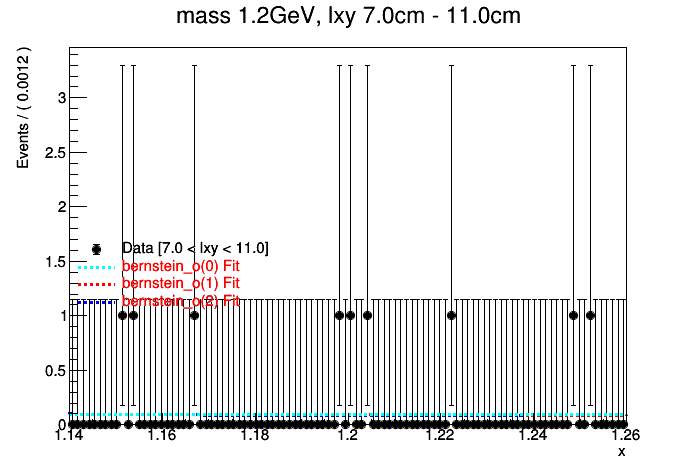 mass 1.2GeV, lxy 7.0cm - 11.0cm
Events / ( 0.0012 )
3
2.5
2
Data [7.0 < lxy < 11.0]
1.5
bernstein_o(0) Fit
bernstein_o(1) Fit
bernstein_o(2) Fit
1
0.5
0
1.14 1.16 1.18 1.2 1.22 1.24 1.26
x